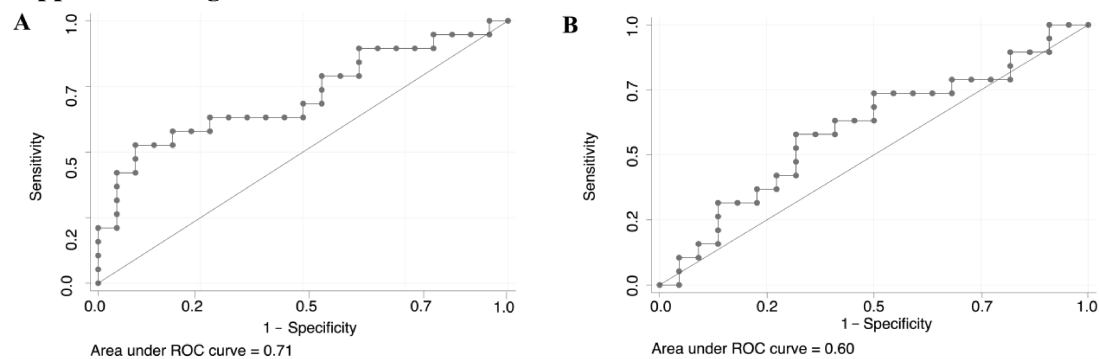 A
Sensitivity
1.0
0.7
0.5
0.2
0.0
0.0 0.2 0.5 0.7 1.0
1 − Specificity
Area under ROC curve = 0.71
B
Sensitivity
1.0
0.7
0.5
0.2
0.0
0.0 0.2 0.5 0.7 1.0
1 − Specificity
Area under ROC curve = 0.60